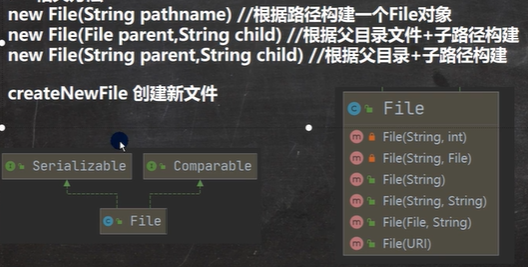 new File(String pathname) //根据路径构建一个File对象
new File(File parent,String child) //根据父目录文件+子路径构建
new File(String parent,String child) //根据父目录+子路径构建
createNewFile 创建新文件
Serializable
Comparable
File
File
File(String, int)
File(String, File)
File(String)
File(String, String)
File(File, String)
File(URI)